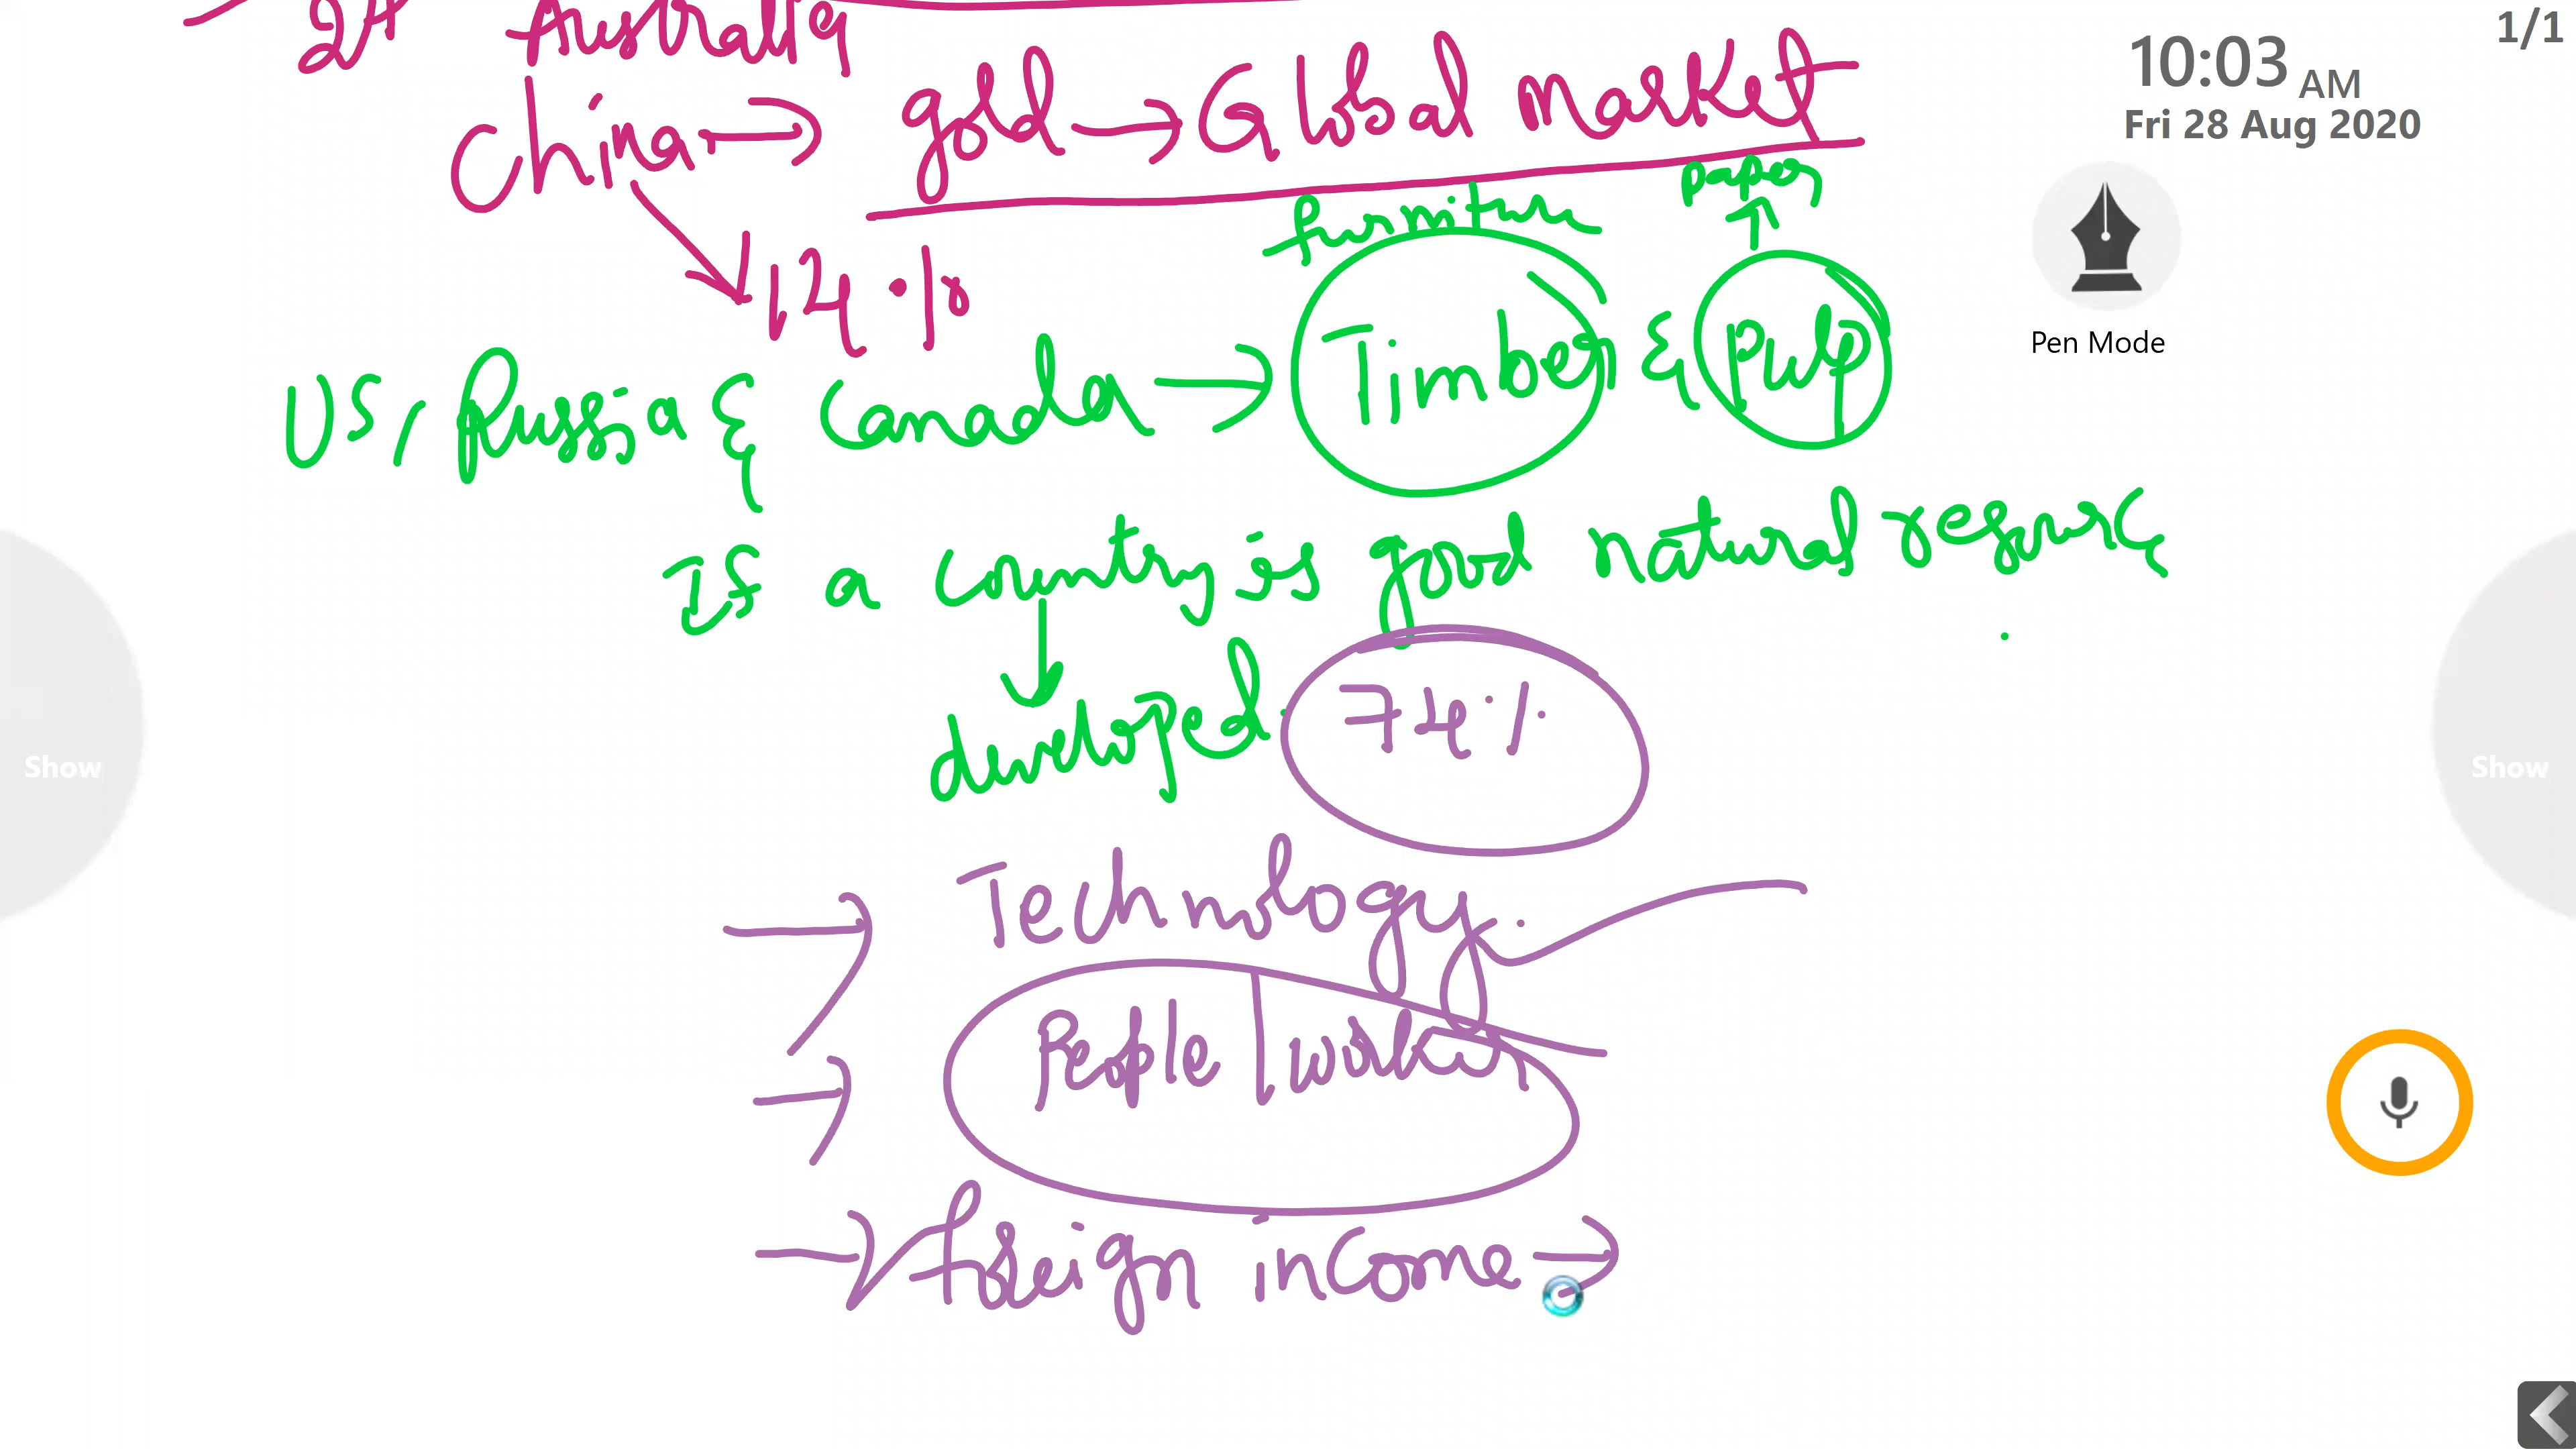 1/1
10:03 AM
Fri 28 Aug 2020
Pen Mode
Australia
China → gold → Global market
14 %
furniture
paper
US, Russia & Canada → Timber & Pulp
If a country is good natural
developed.
74%
Show
Show
→ Technology.
→ People | worker
→ foreign income →